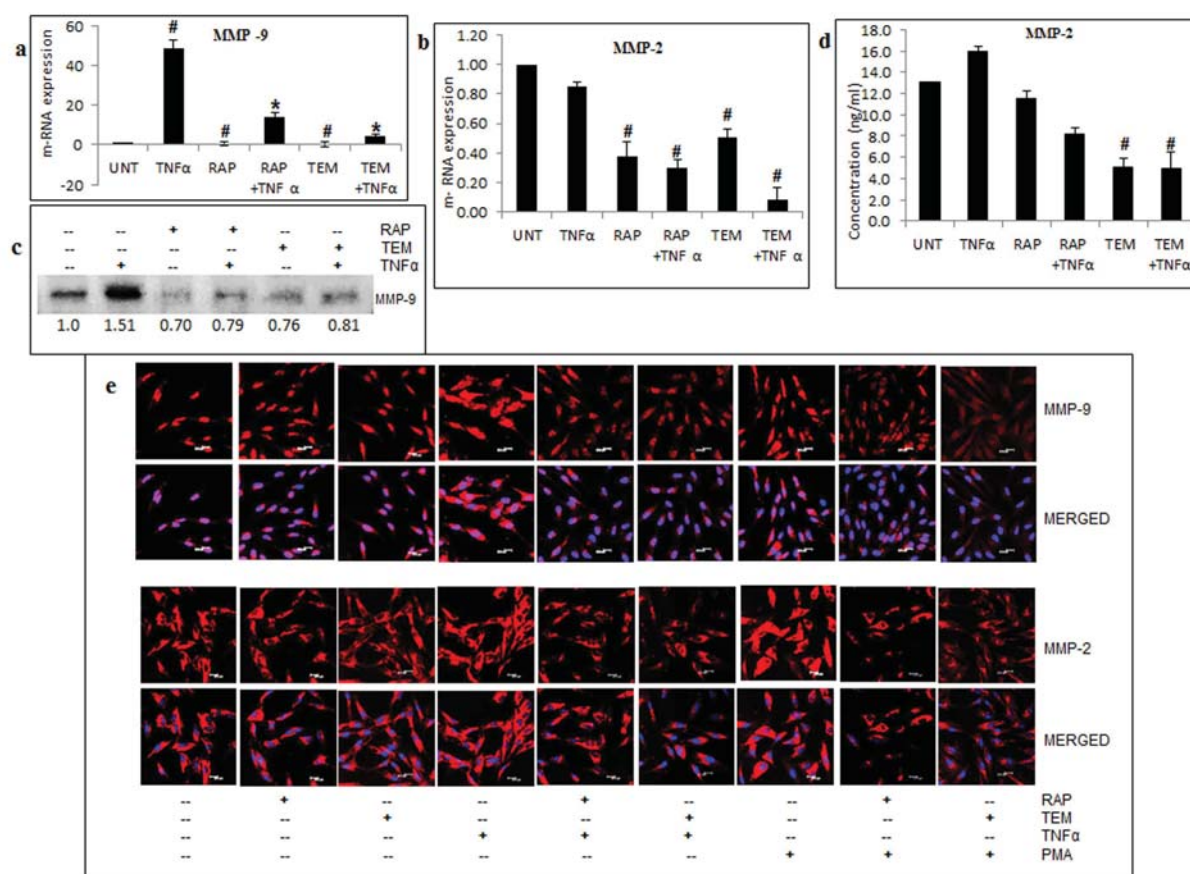 a
MMP -9
m-RNA expression
60
40
20
0
-20
#
#
*
#
*
UNT TNFα RAP RAP +TNF α TEM TEM +TNFα
b
MMP-2
m- RNA expression
1.00
0.80
0.60
0.40
0.20
0.00
#
#
#
#
UNT TNFα RAP RAP +TNF α TEM TEM +TNF α
d
MMP-2
Concentration (ng/ml)
18.0
16.0
14.0
12.0
10.0
8.0
6.0
4.0
2.0
0.0
#
#
UNT TNFα RAP RAP +TNFα TEM TEM +TNFα
c
-- -- + + -- -- RAP
-- -- -- -- + + TEM
-- + -- + -- + TNFα
MMP-9
1.0 1.51 0.70 0.79 0.76 0.81
e
MMP-9
MERGED
MMP-2
MERGED
-- + -- -- + -- -- + -- RAP
-- -- + -- -- + -- -- + TEM
-- -- -- + + + -- -- -- TNFα
-- -- -- -- -- -- + + + PMA